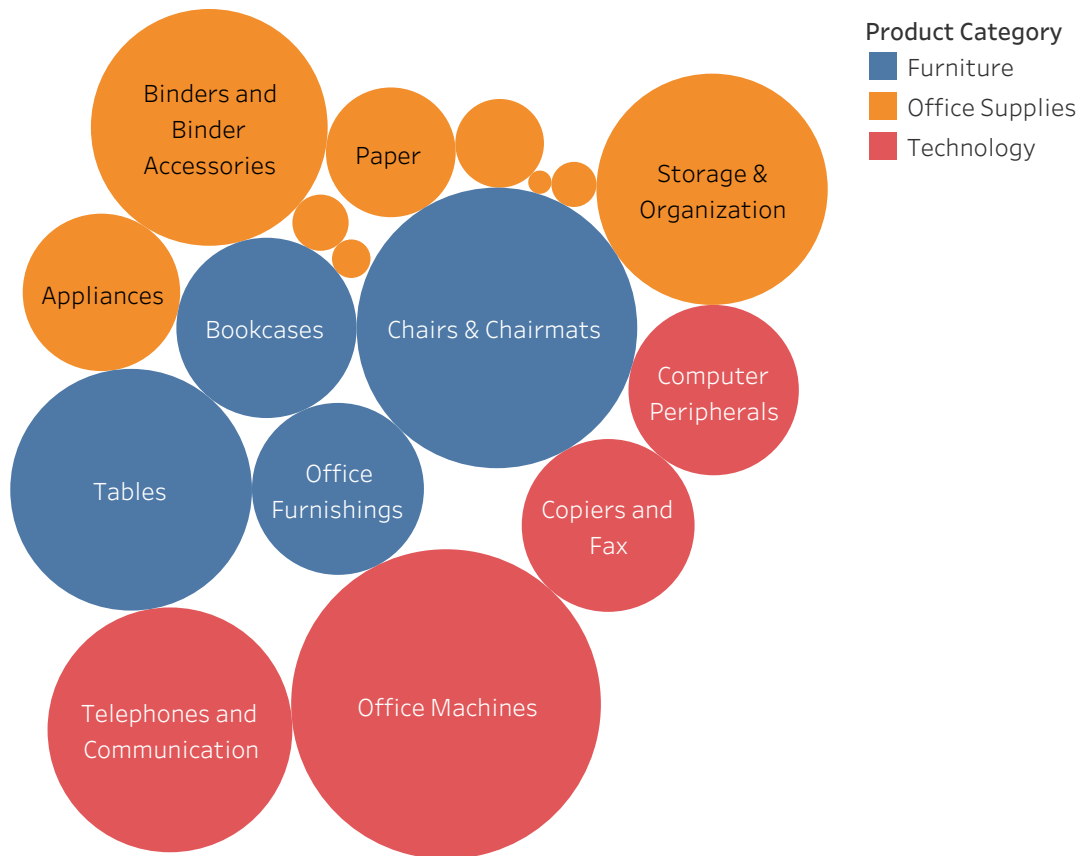 Product Category
Furniture
Office Supplies
Technology
Binders and
Binder
Accessories
Paper
Storage &
Organization
Appliances
Bookcases
Chairs & Chairmats
Computer
Peripherals
Tables
Office
Furnishings
Copiers and
Fax
Telephones and
Communication
Office Machines